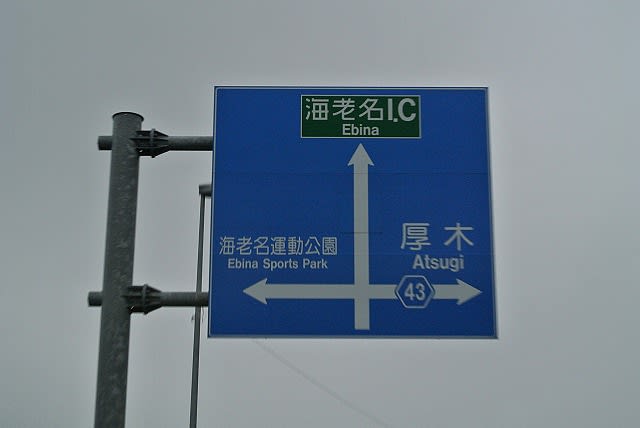 海老名I.C
Ebina
海老名運動公園
Ebina Sports Park
厚木
Atsugi
43